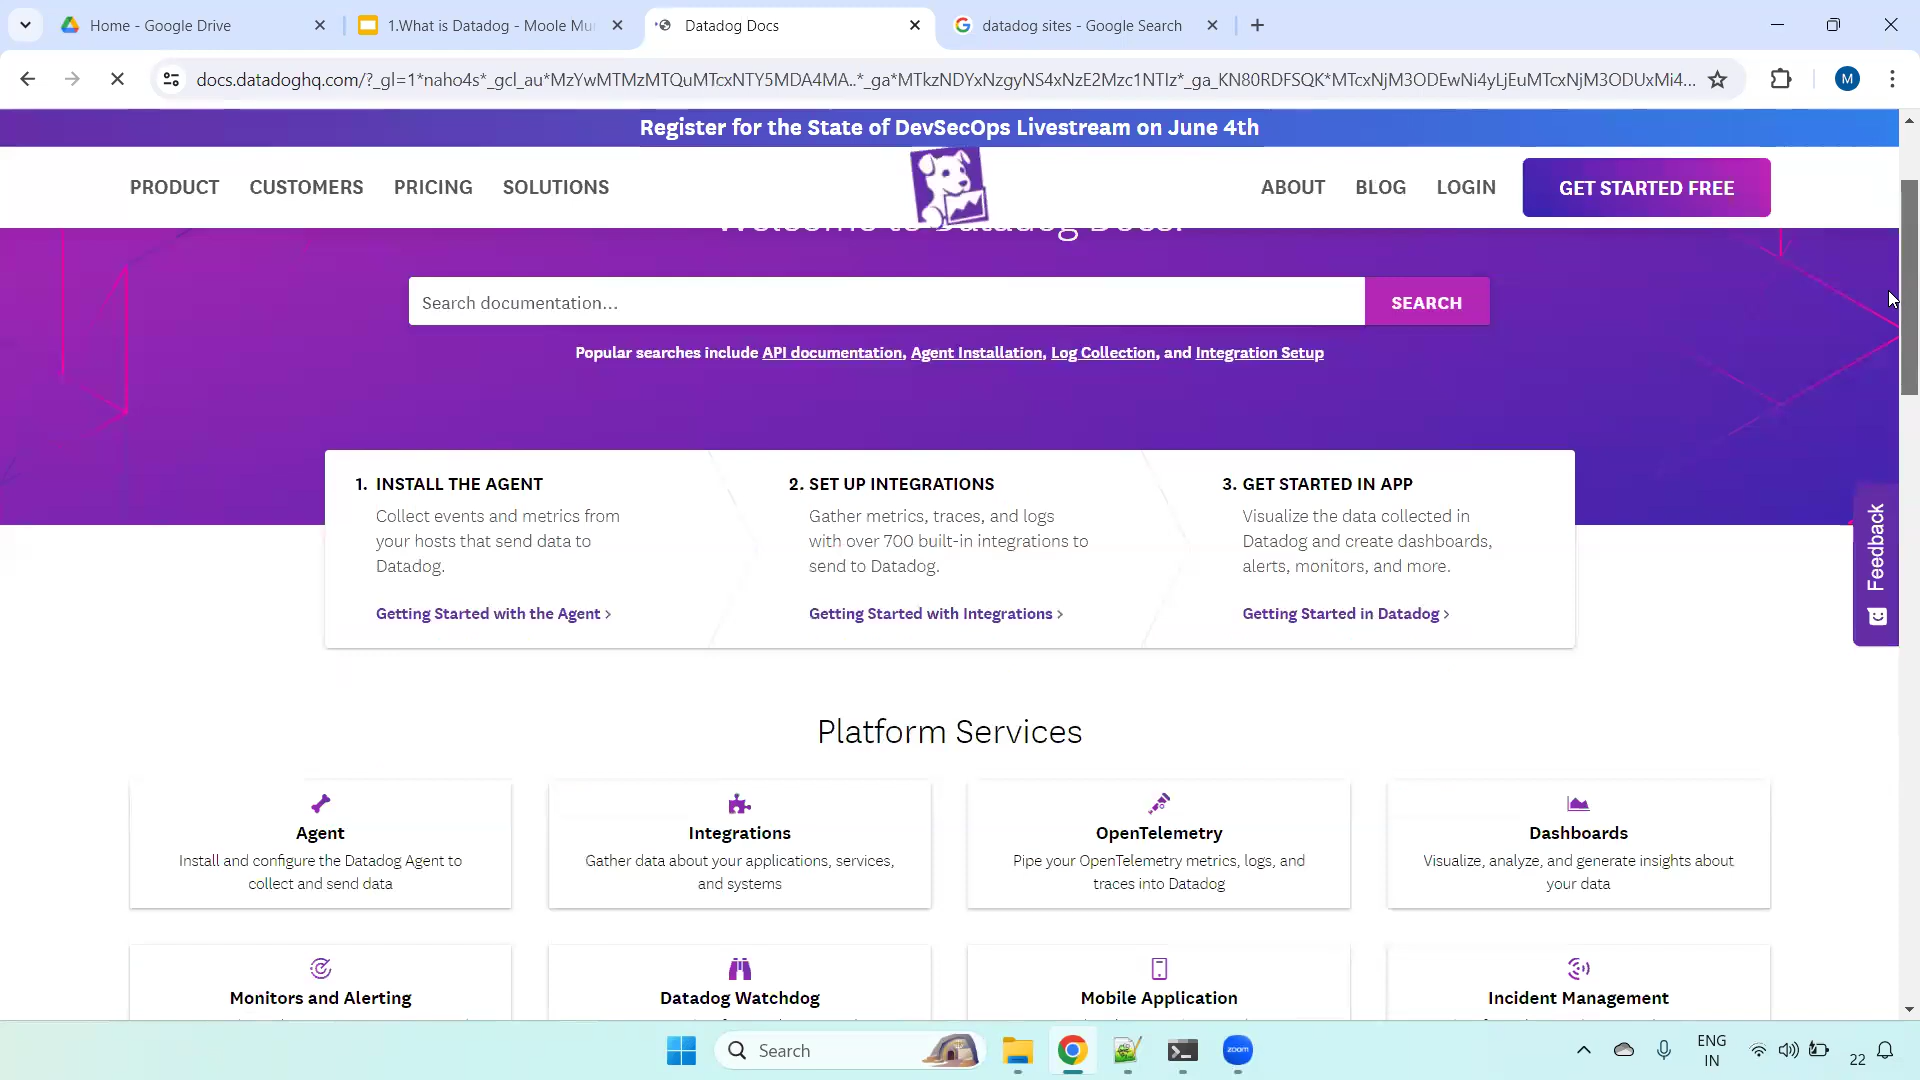 Home - Google Drive
1.What is Datadog - Moole Mu
Datadog Docs
datadog sites - Google Search
docs.datadoghq.com/?_gl=1*naho4s*_gcl_au*MzYwMTMzMTQuMTcxNTY5MDA4MA..*_ga*MTkzNDYxNzgyNS4xNzE2Mzc1NTIz*_ga_KN80RDFSQK*MTcxNjM3ODEwNi4yLjEuMTcxNjM3ODUxMi4...
M
Register for the State of DevSecOps Livestream on June 4th
PRODUCT CUSTOMERS PRICING SOLUTIONS
ABOUT BLOG LOGIN GET STARTED FREE
Welcome to Datadog Docs!
Search documentation...
SEARCH
Popular searches include API documentation, Agent Installation, Log Collection, and Integration Setup
1. INSTALL THE AGENT
Collect events and metrics from
your hosts that send data to
Datadog.
Getting Started with the Agent >
2. SET UP INTEGRATIONS
Gather metrics, traces, and logs
with over 700 built-in integrations to
send to Datadog.
Getting Started with Integrations >
3. GET STARTED IN APP
Visualize the data collected in
Datadog and create dashboards,
alerts, monitors, and more.
Getting Started in Datadog >
Feedback
Platform Services
Agent
Install and configure the Datadog Agent to
collect and send data
Integrations
Gather data about your applications, services,
and systems
OpenTelemetry
Pipe your OpenTelemetry metrics, logs, and
traces into Datadog
Dashboards
Visualize, analyze, and generate insights about
your data
Monitors and Alerting
Datadog Watchdog
Mobile Application
Incident Management
Search
zoom
ENG
IN
22